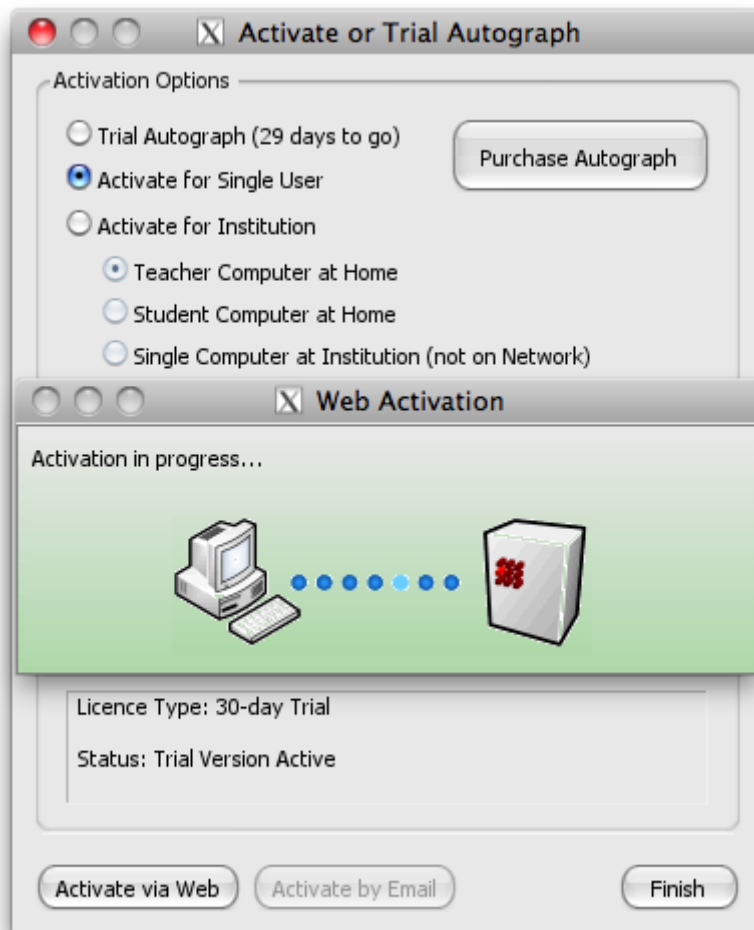 Activate or Trial Autograph
Activation Options
Trial Autograph (29 days to go)
Purchase Autograph
Activate for Single User
Activate for Institution
Teacher Computer at Home
Student Computer at Home
Single Computer at Institution (not on Network)
Web Activation
Activation in progress...
Licence Type: 30-day Trial
Status: Trial Version Active
Activate via Web
Activate by Email
Finish